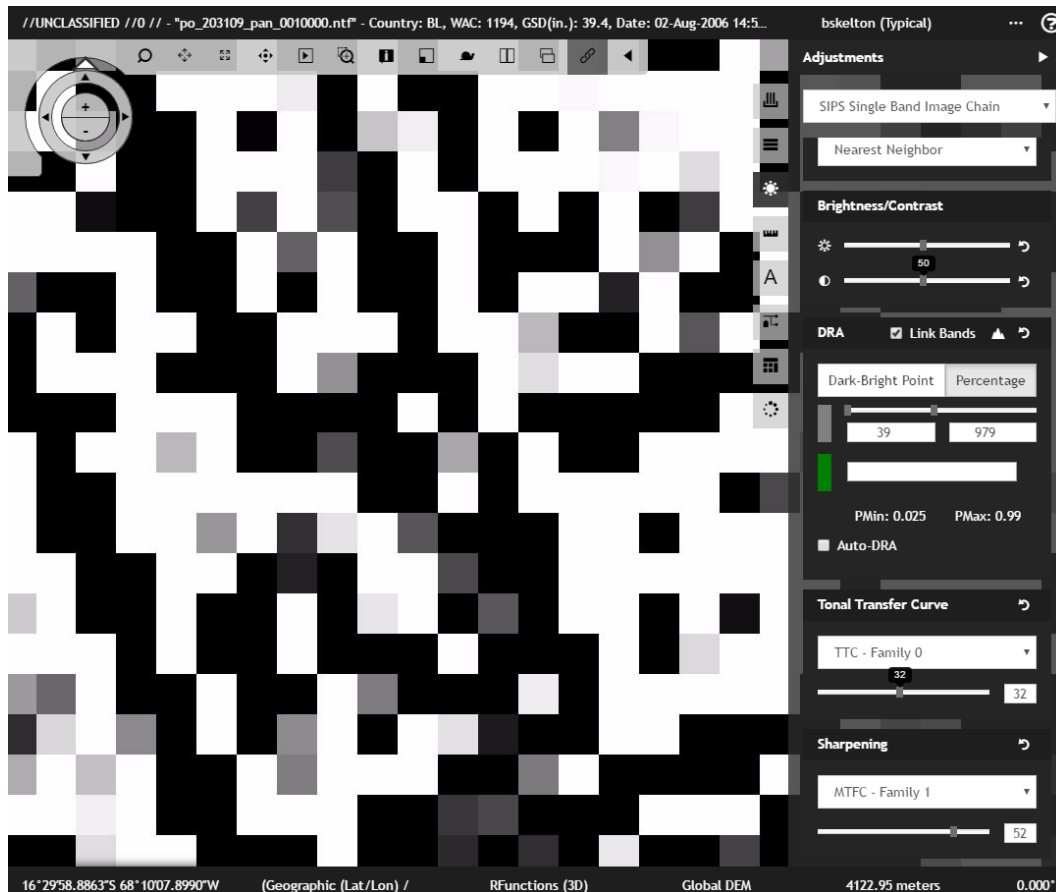 //UNCLASSIFIED //0 // - "po_203109_pan_0010000.ntf" - Country: BL, WAC: 1194, GSD(in.): 39.4, Date: 02-Aug-2006 14:5... bskelton (Typical) ... ?
Adjustments
SIPS Single Band Image Chain
Nearest Neighbor
Brightness/Contrast
50
DRA Link Bands
Dark-Bright Point Percentage
39 979
PMin: 0.025 PMax: 0.99
Auto-DRA
Tonal Transfer Curve
TTC - Family 0
32
32
Sharpening
MTFC - Family 1
52
+
-
A
16°29'58.8863"S 68°10'07.8990"W (Geographic (Lat/Lon) / RFunctions (3D) Global DEM 4122.95 meters 0.000°